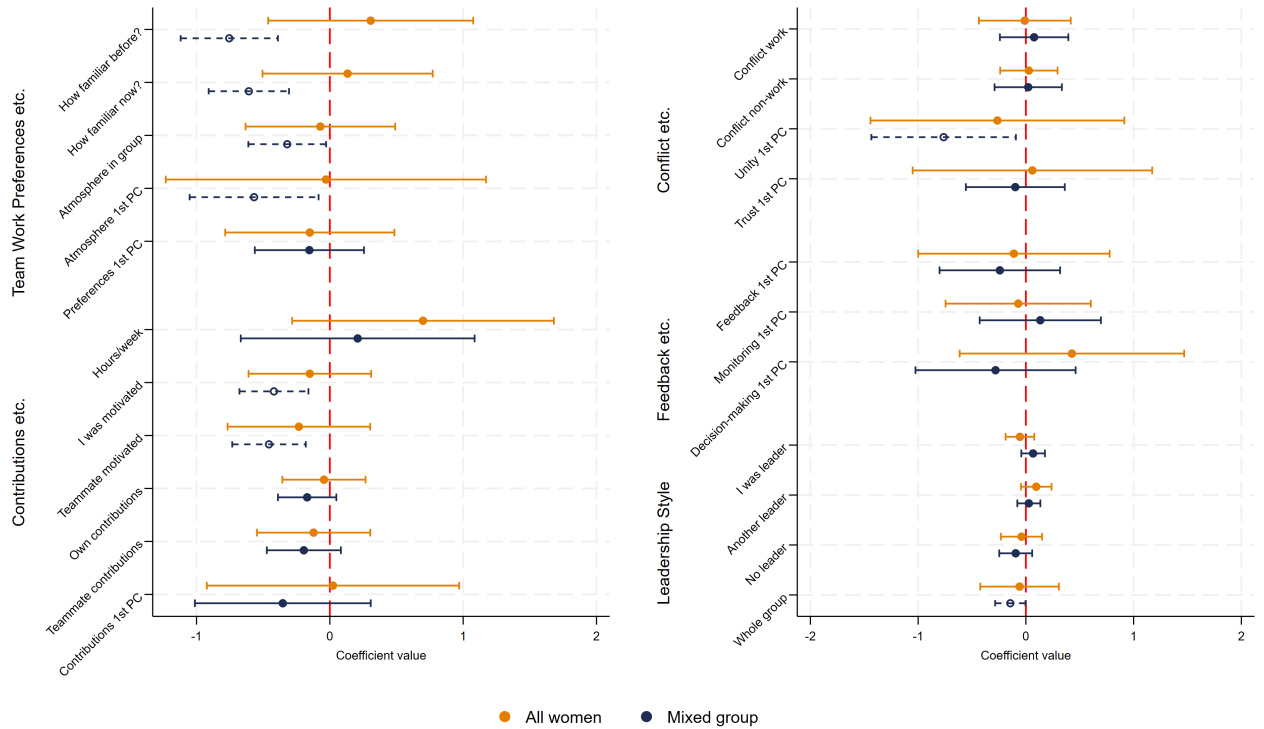 Team Work Preferences etc.
How familiar before?
How familiar now?
Atmosphere in group
Atmosphere 1st PC
Preferences 1st PC
Contributions etc.
Hours/week
I was motivated
Teammate motivated
Own contributions
Teammate contributions
Contributions 1st PC
-1 0 1 2
Coefficient value
Conflict etc.
Conflict work
Conflict non-work
Unity 1st PC
Trust 1st PC
Feedback etc.
Feedback 1st PC
Monitoring 1st PC
Decision-making 1st PC
Leadership Style
I was leader
Another leader
No leader
Whole group
-2 -1 0 1 2
Coefficient value
All women Mixed group